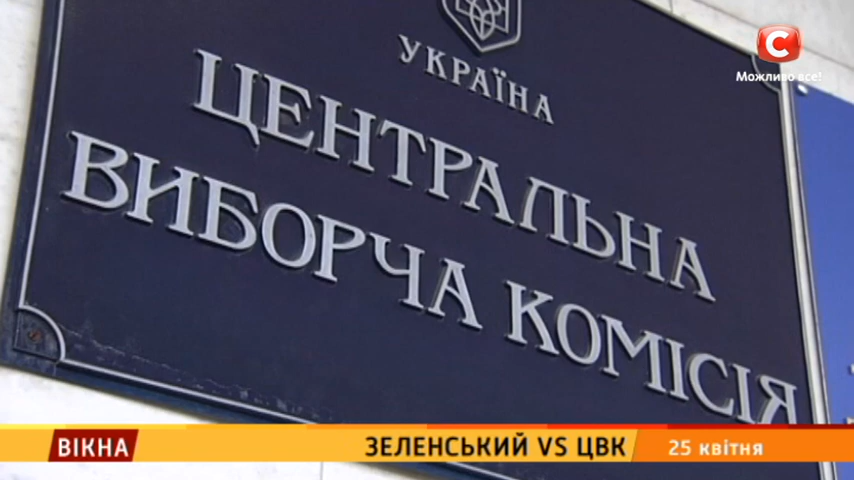 УКРАЇНА
ЦЕНТРАЛЬНА
ВИБОРЧА КОМІСІЯ
С
Можливо все!
ВІКНА
ЗЕЛЕНСЬКИЙ VS ЦВК
25 квітня